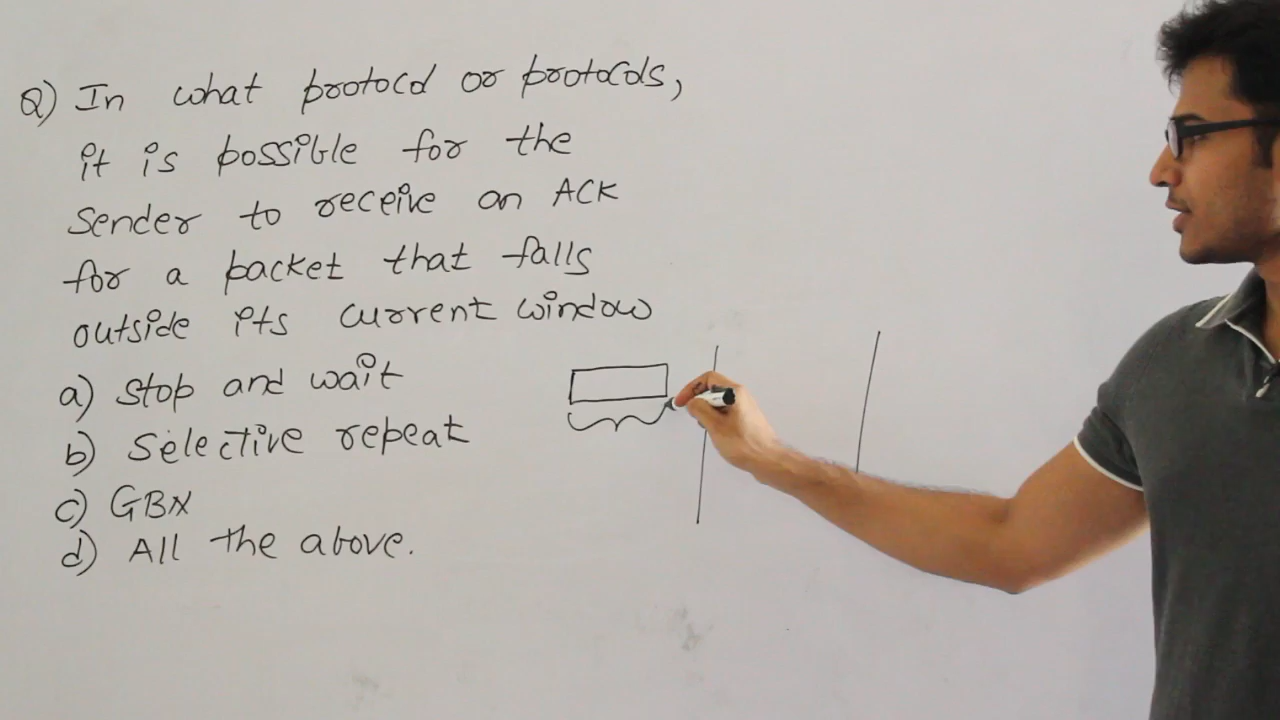 Q) In what protocol or protocols,
it is possible for the
sender to receive an ACK
for a packet that falls
outside its current window
a) stop and wait
b) Selective repeat
c) GBN
d) All the above.